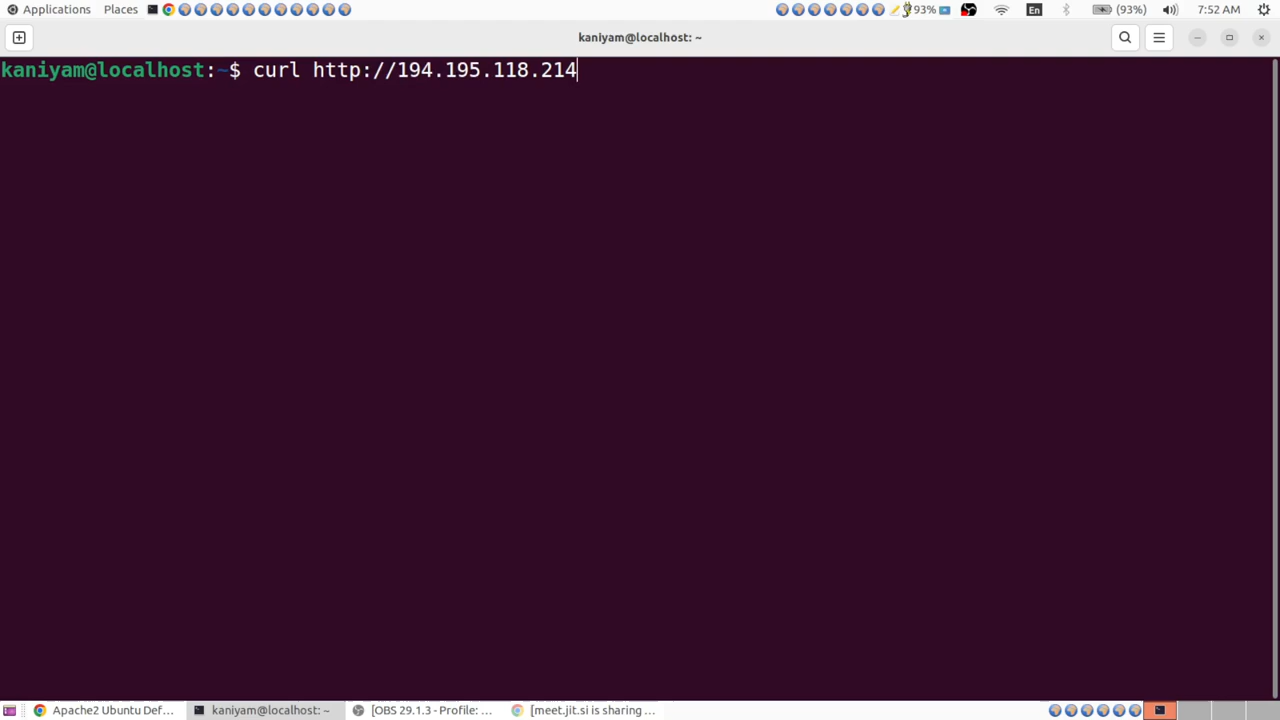 Applications Places 93% En (93%) 7:52 AM
kaniyam@localhost: ~
kaniyam@localhost:~$ curl http://194.195.118.214
Apache2 Ubuntu Def... kaniyam@localhost: ~ [OBS 29.1.3 - Profile: ... [meet.jit.si is sharing ...